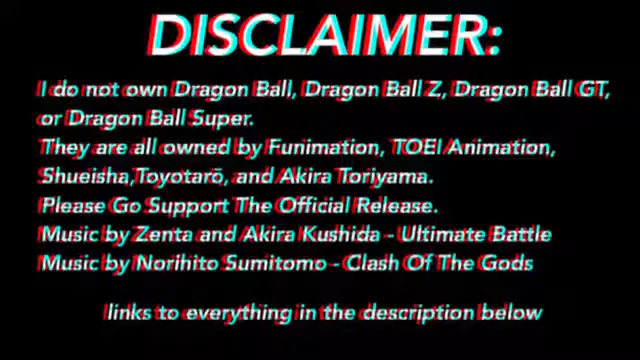 DISCLAIMER:
I do not own Dragon Ball, Dragon Ball Z, Dragon Ball GT,
or Dragon Ball Super.
They are all owned by Funimation, TOEI Animation,
Shueisha,Toyotarō, and Akira Toriyama.
Please Go Support The Official Release.
Music by Zenta and Akira Kushida - Ultimate Battle
Music by Norihito Sumitomo - Clash Of The Gods
links to everything in the description below